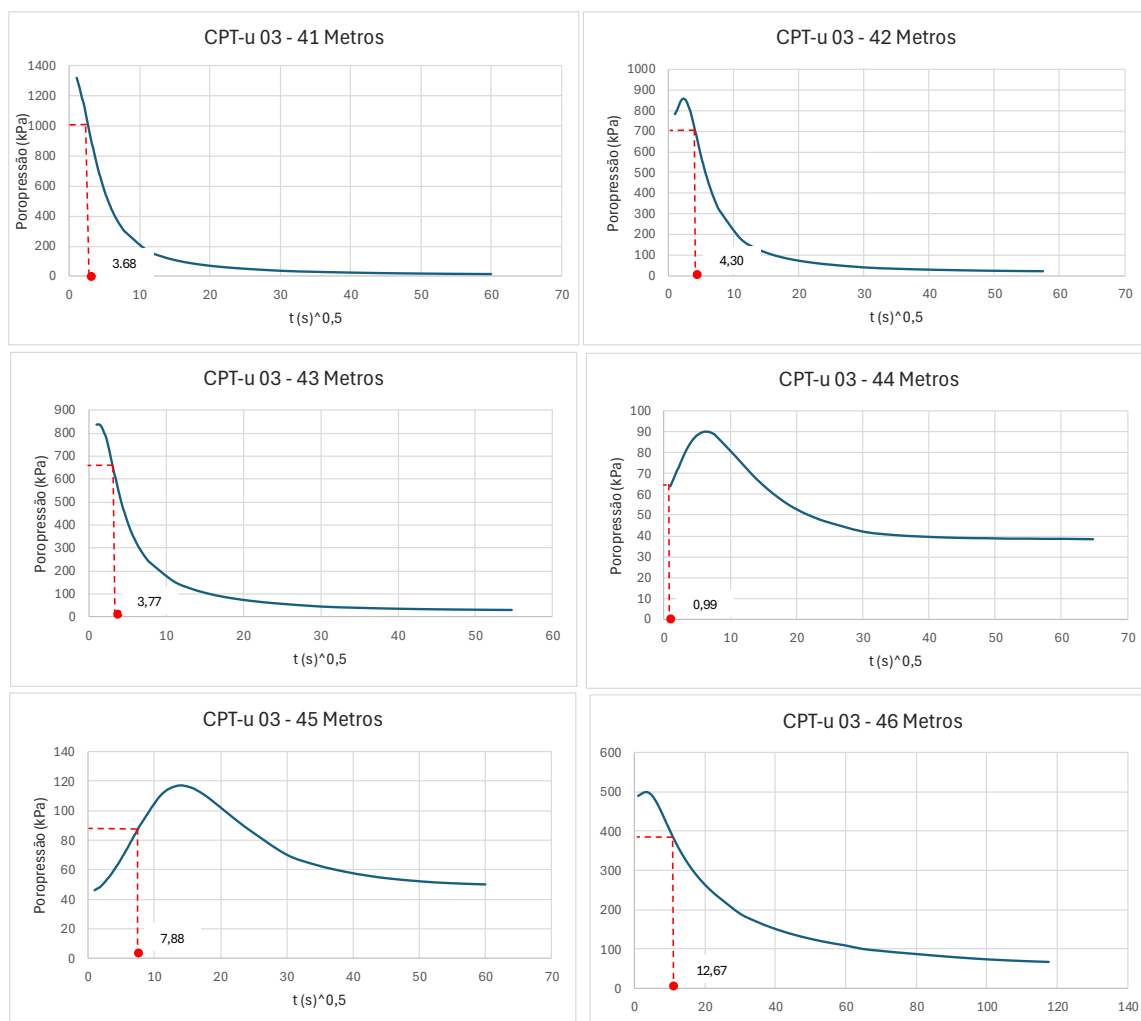 CPT-u 03 - 41 Metros
Poropressão (kPa)
1400
1200
1000
800
600
400
200
0
3.68
0 10 20 30 40 50 60 70
t (s)^0,5
CPT-u 03 - 42 Metros
Poropressão (kPa)
1000
900
800
700
600
500
400
300
200
100
0
4,30
0 10 20 30 40 50 60 70
t (s)^0,5
CPT-u 03 - 43 Metros
Poropressão (kPa)
900
800
700
600
500
400
300
200
100
0
3,77
0 10 20 30 40 50 60
t (s)^0,5
CPT-u 03 - 44 Metros
Poropressão (kPa)
100
90
80
70
60
50
40
30
20
10
0
0,99
0 10 20 30 40 50 60 70
t (s)^0,5
CPT-u 03 - 45 Metros
Poropressão (kPa)
140
120
100
80
60
40
20
0
7,88
0 10 20 30 40 50 60 70
t (s)^0,5
CPT-u 03 - 46 Metros
600
500
400
300
200
100
0
12,67
0 20 40 60 80 100 120 140